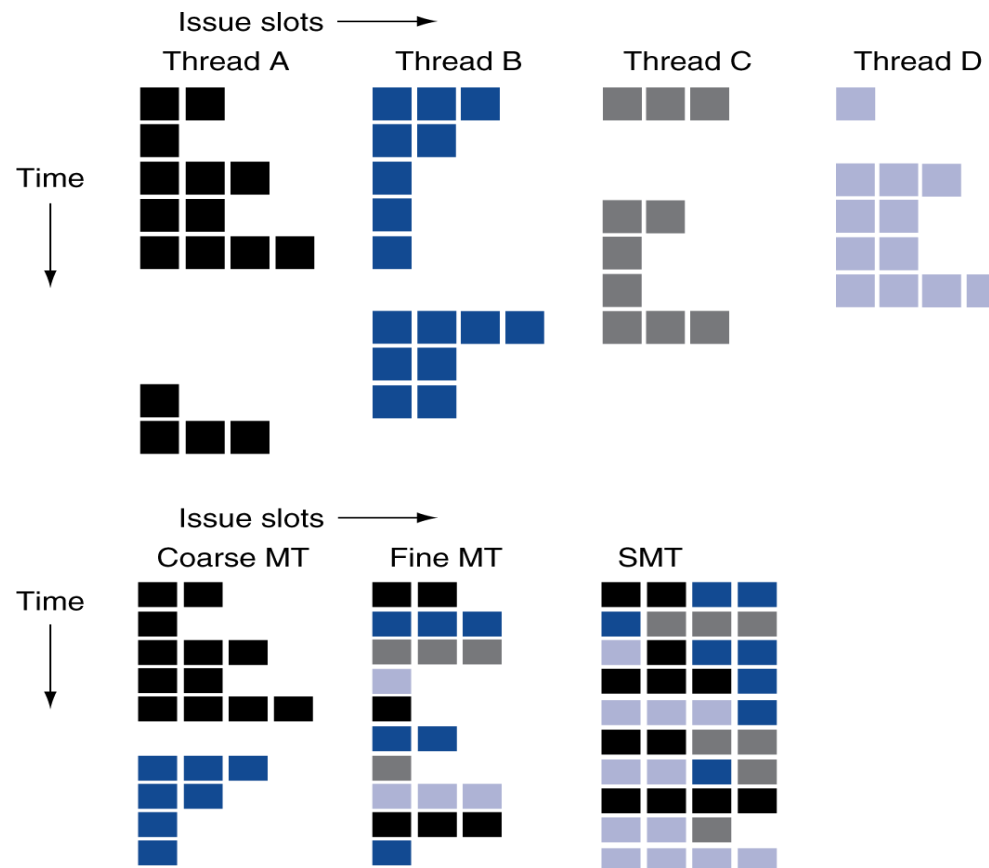 Issue slots
Thread A Thread B Thread C Thread D
Time
Issue slots
Coarse MT Fine MT SMT
Time